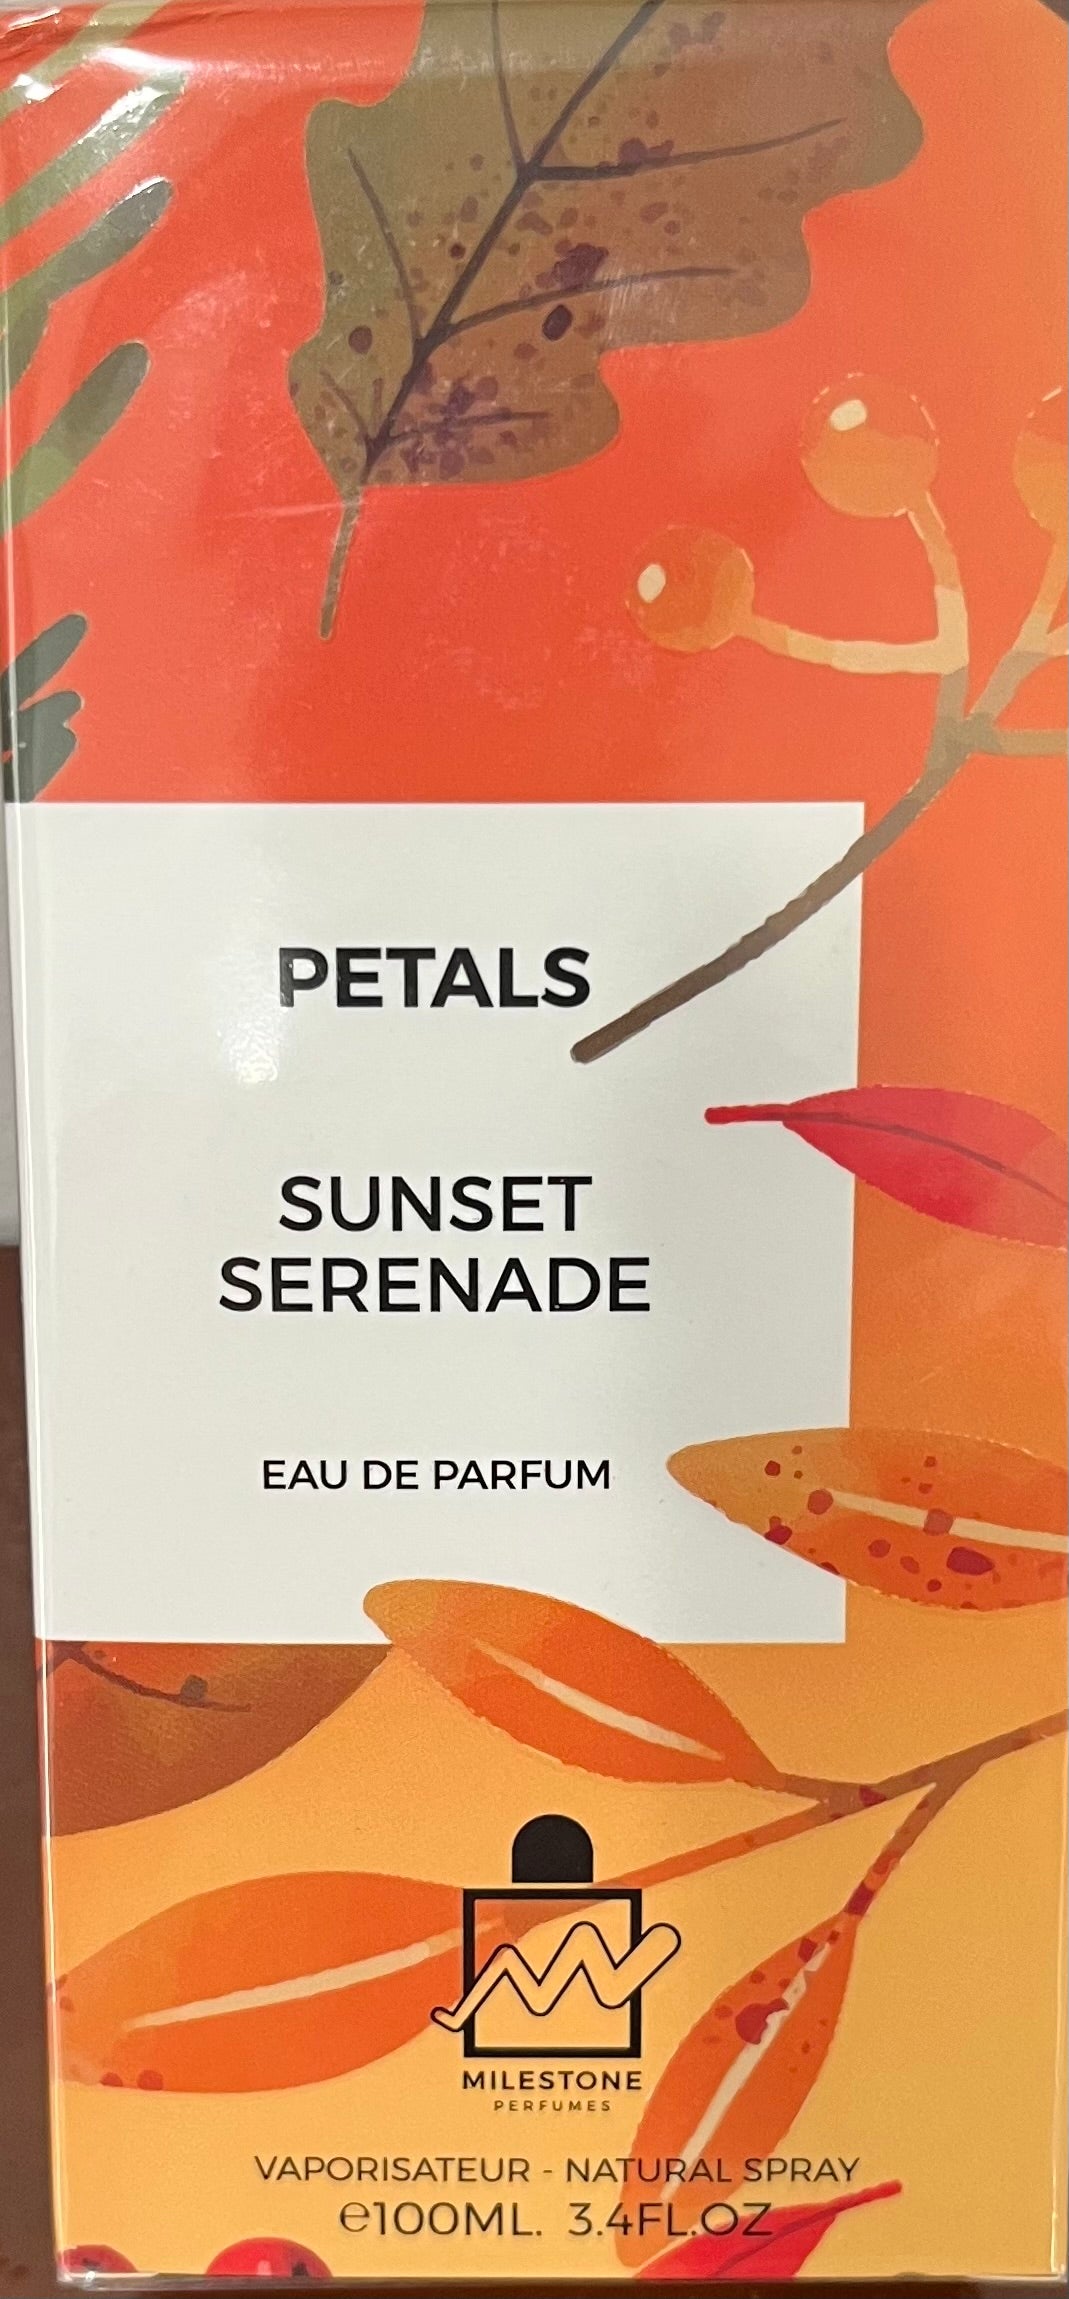 PETALS
SUNSET
SERENADE
EAU DE PARFUM
MILESTONE
PERFUMES
VAPORISATEUR - NATURAL SPRAY
℮100ML. 3.4FL.OZ